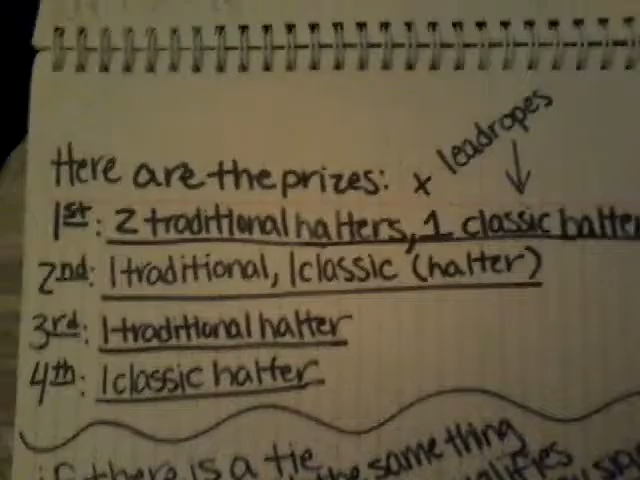 Here are the prizes: x leadropes
1st: 2 traditional halters, 1 classic halter
2nd: 1 traditional, 1 classic (halter)
3rd: 1 traditional halter
4th: 1 classic halter
if there is a tie the same thing